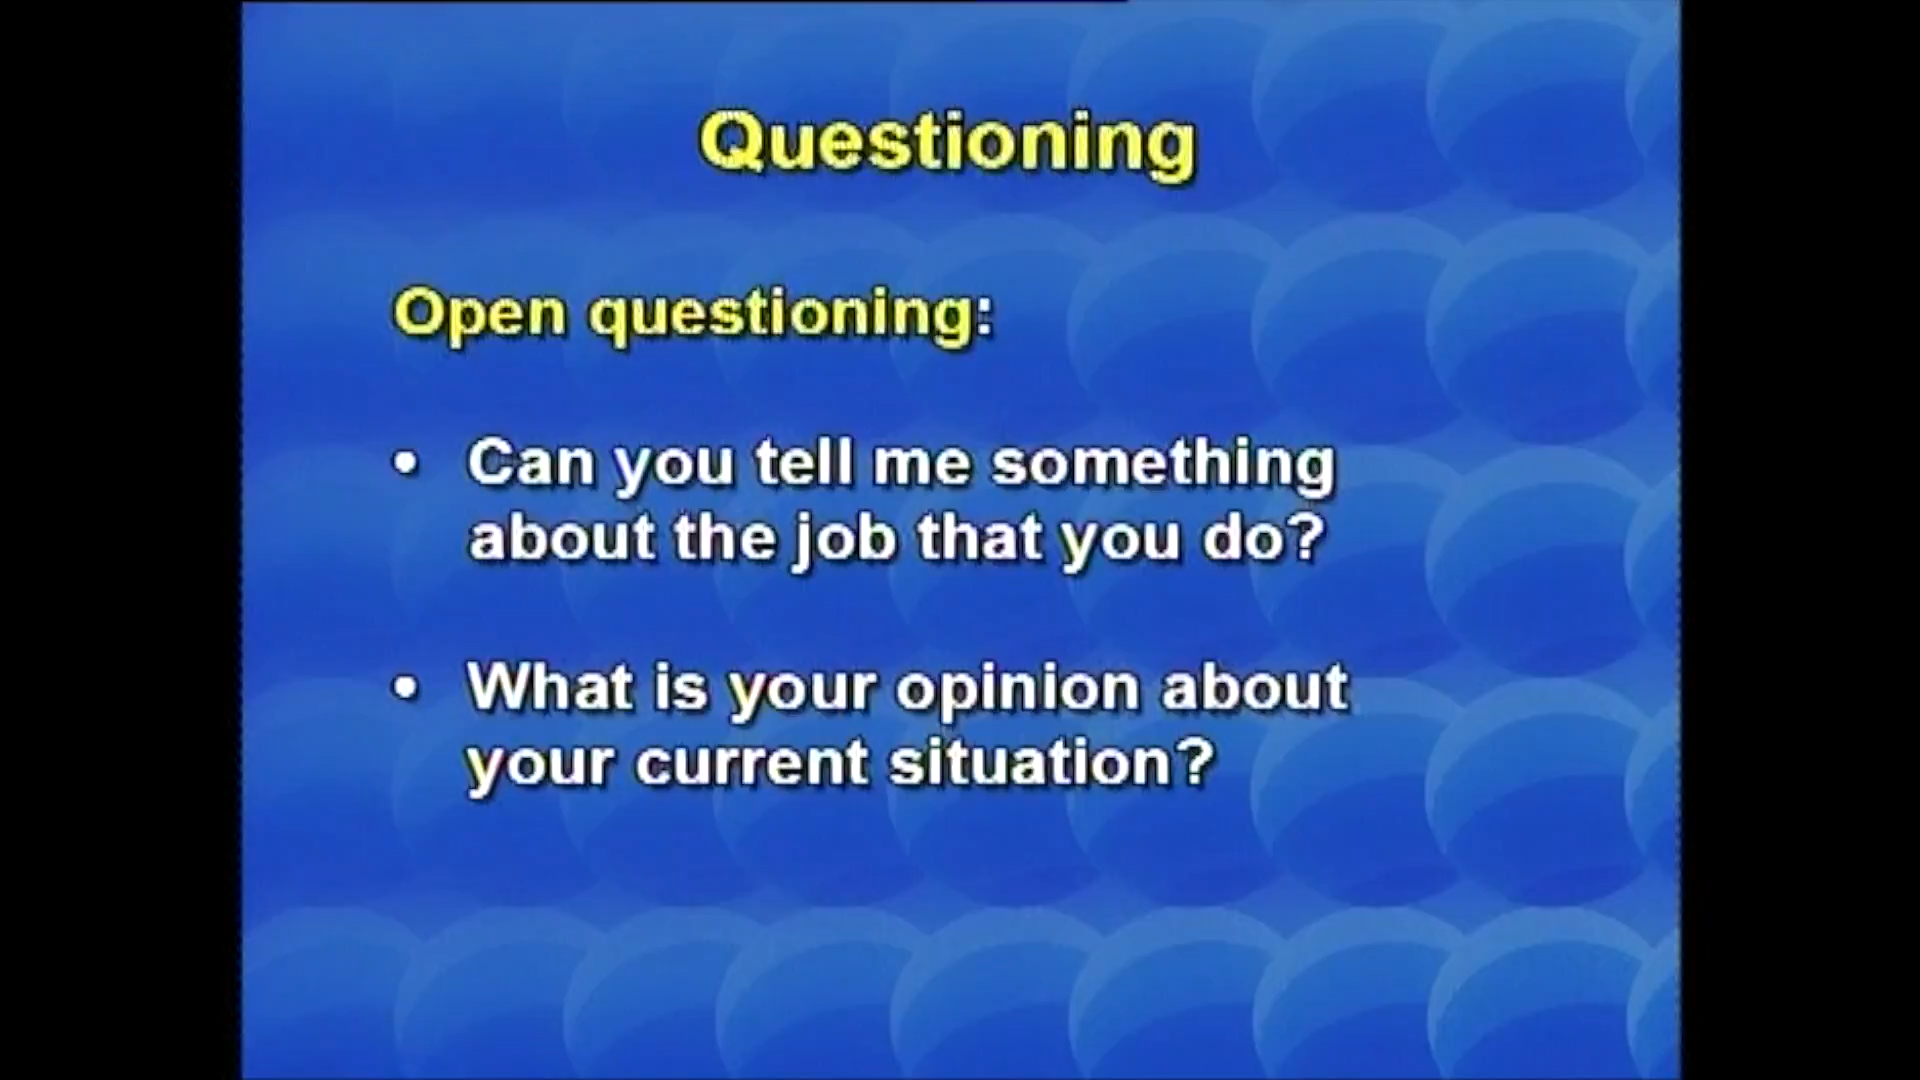 Questioning
Open questioning:
• Can you tell me something
about the job that you do?
• What is your opinion about
your current situation?